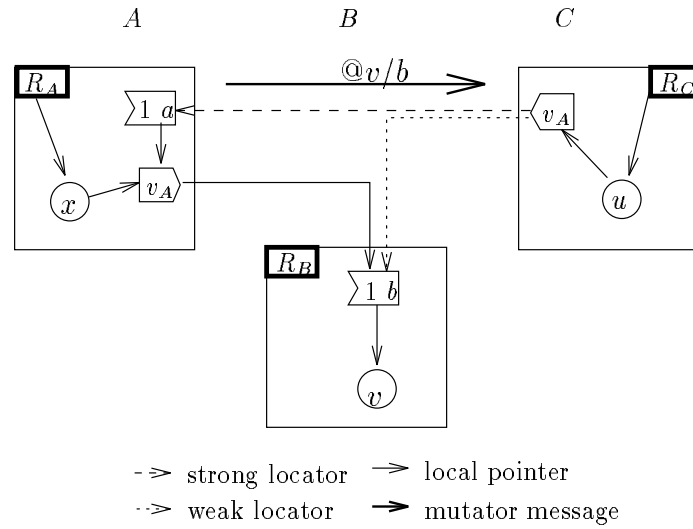 A B C
@v/b
R_A R_C
1 a
v_A
v_A
x
u
R_B
1 b
v
strong locator local pointer
weak locator mutator message